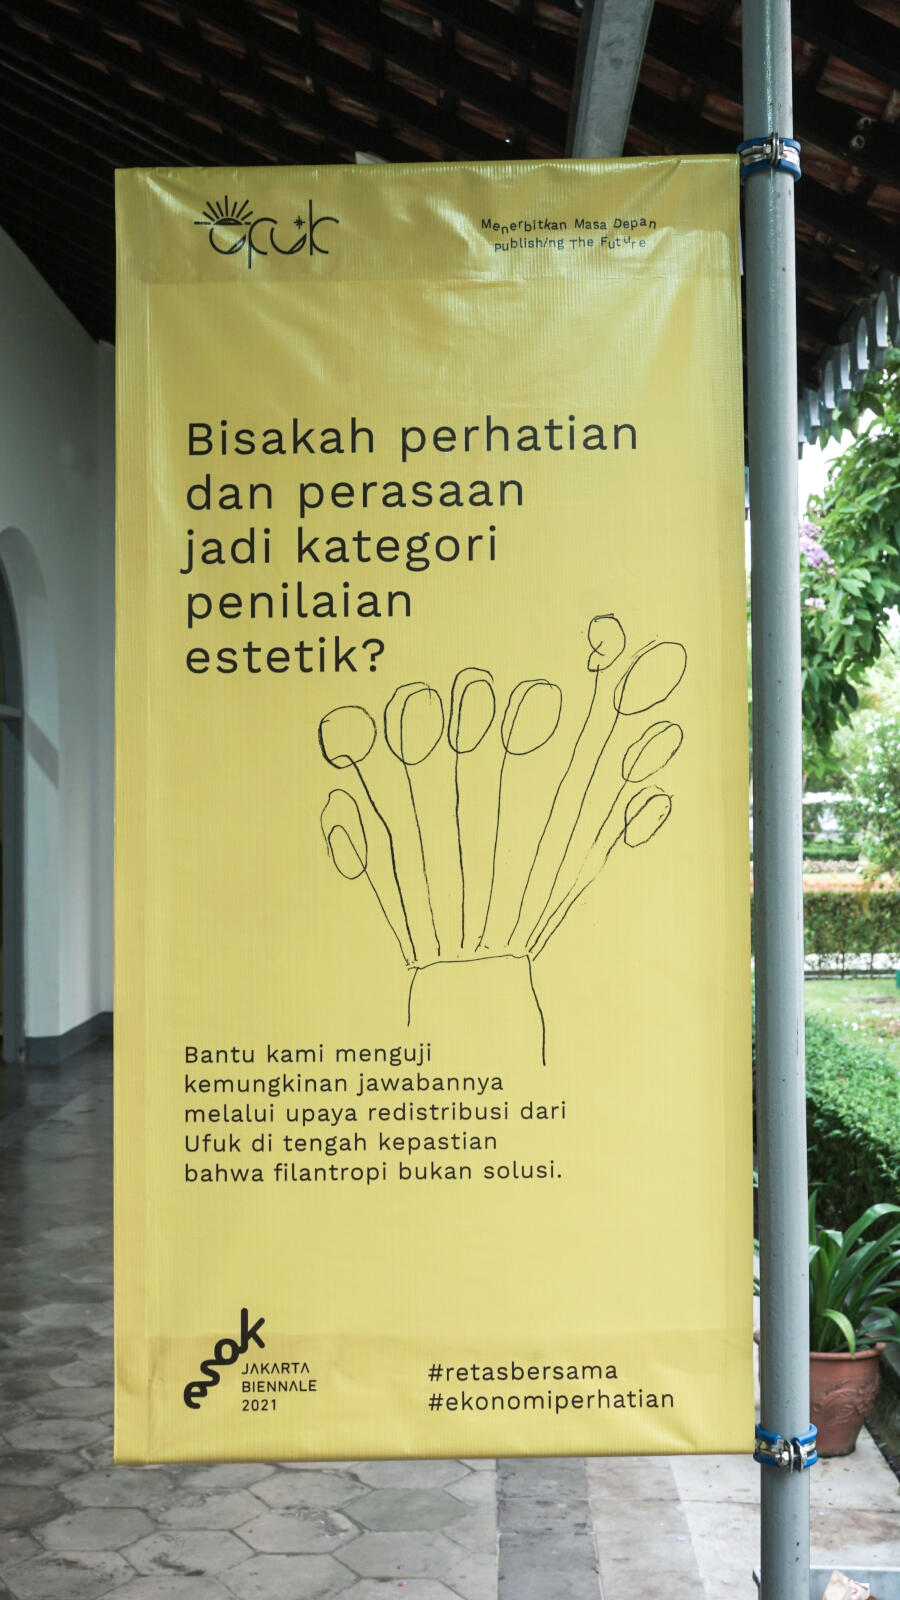 ufuk
Menerbitkan Masa Depan
Publishing The Future
Bisakah perhatian
dan perasaan
jadi kategori
penilaian
estetik?
Bantu kami menguji
kemungkinan jawabannya
melalui upaya redistribusi dari
Ufuk di tengah kepastian
bahwa filantropi bukan solusi.
esok
JAKARTA
BIENNALE
2021
#retasbersama
#ekonomiperhatian